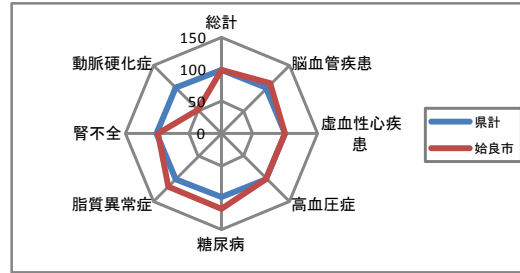 総計
150
100
50
0
脳血管疾患
虚血性心疾
患
高血圧症
糖尿病
脂質異常症
腎不全
動脈硬化症
県計
姶良市